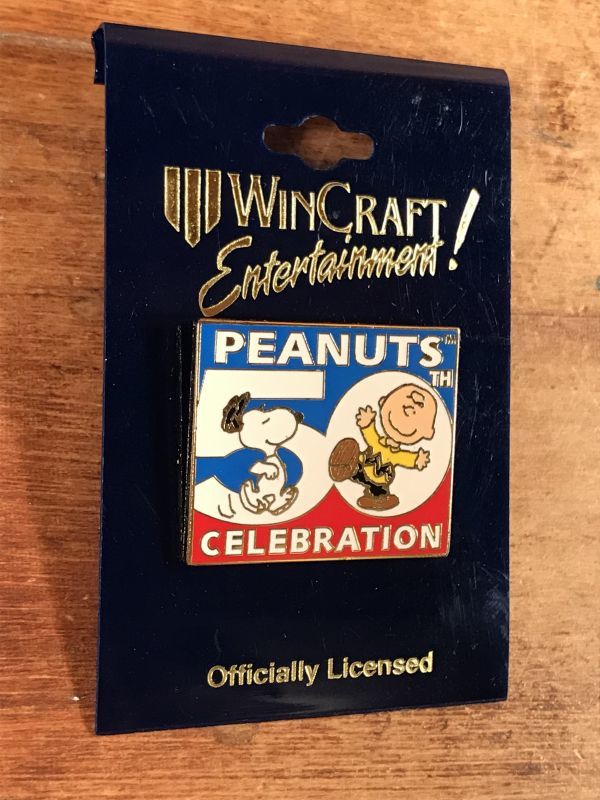 WINCRAFT
Entertainment!
PEANUTS™
50TH
CELEBRATION
Officially Licensed